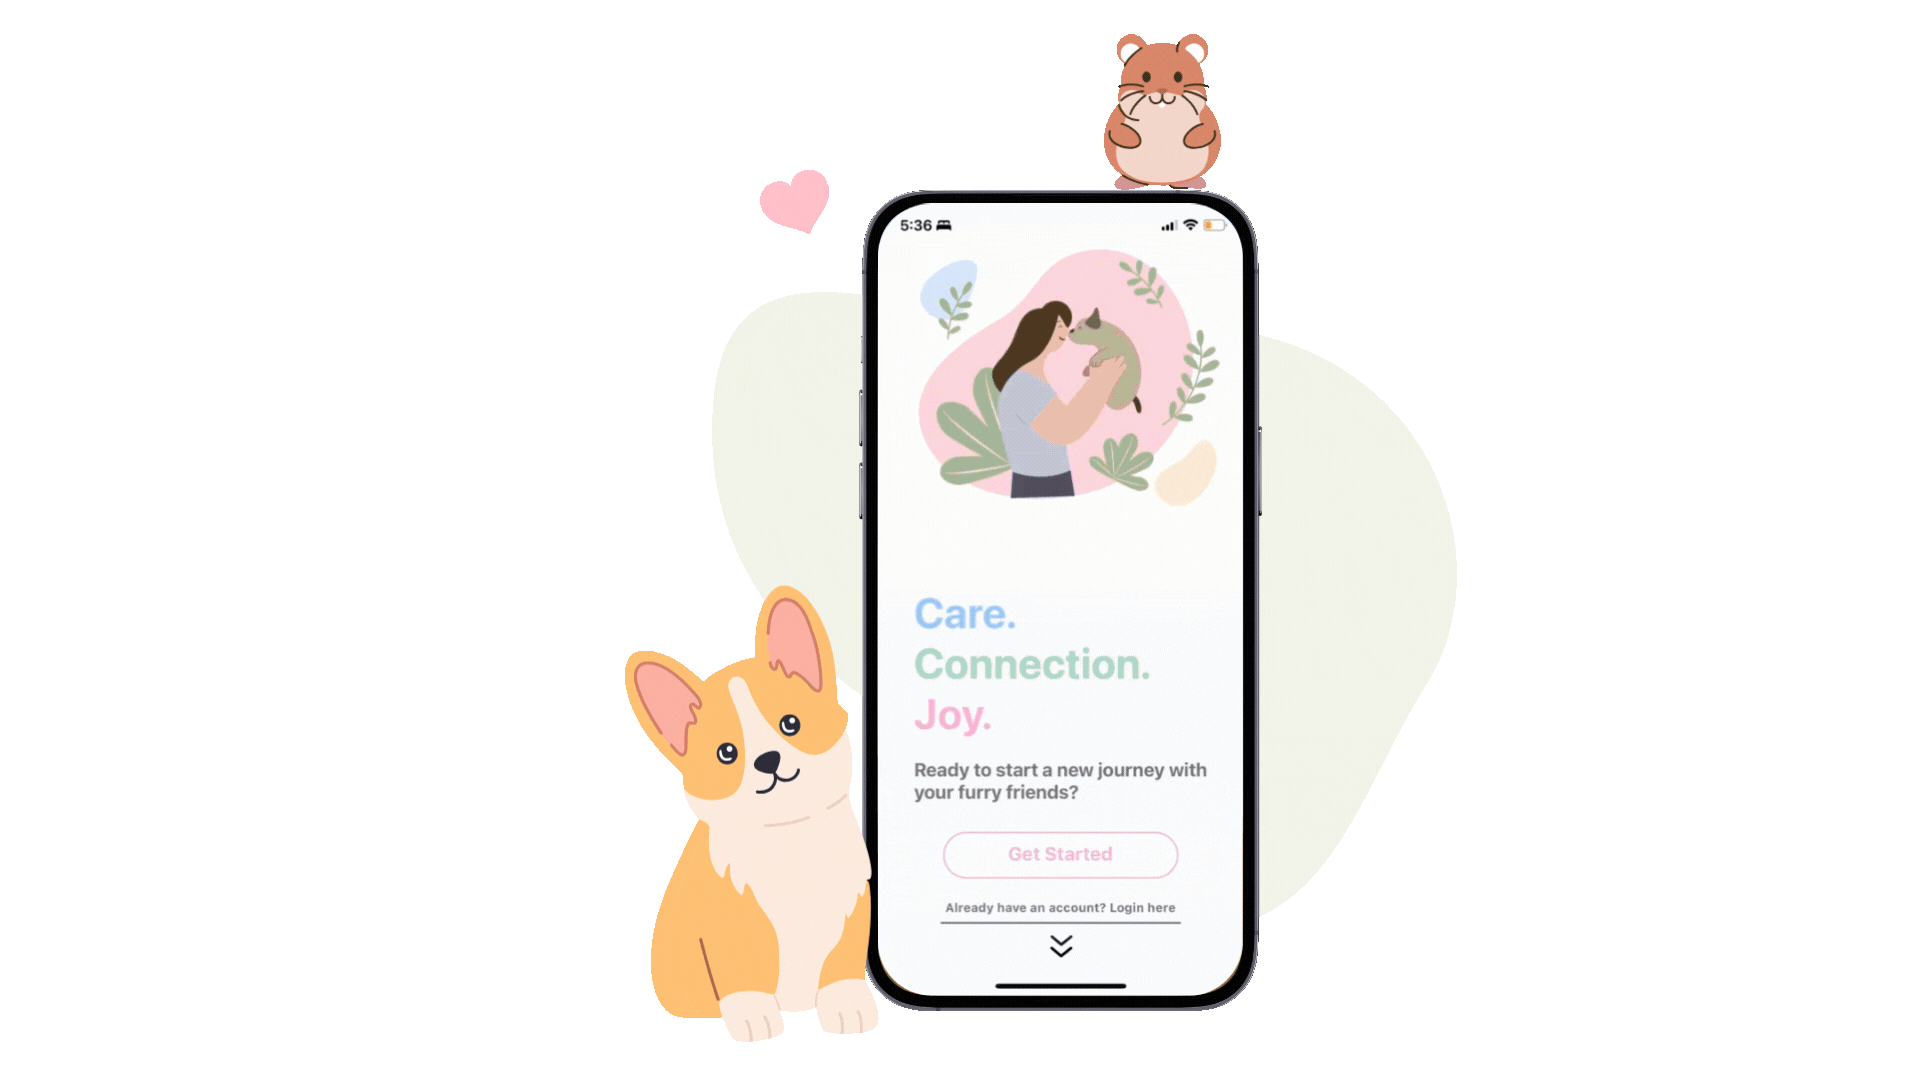 5:36
Care.
Connection.
Joy.
Ready to start a new journey with
your furry friends?
Get Started
Already have an account? Login here